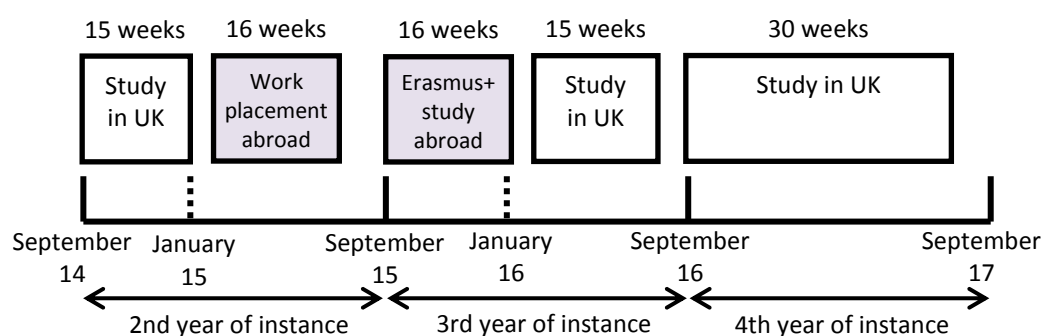 15 weeks
16 weeks
16 weeks
15 weeks
30 weeks
Study
in UK
Work
placement
abroad
Erasmus+
study
abroad
Study
in UK
Study in UK
September
14
January
15
September
15
January
16
September
16
September
17
2nd year of instance
3rd year of instance
4th year of instance